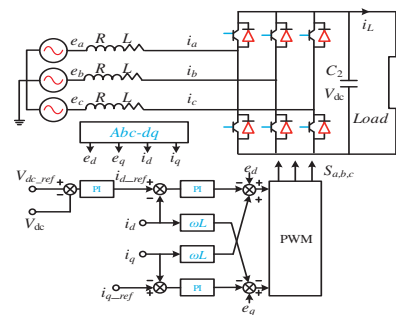 i_L
e_a R L i_a
e_b R L i_b
e_c R L i_c
C_2
V_dc
Load
Abc-dq
e_d e_q i_d i_q
V_dc_ref + − PI i_d_ref + − PI − e_d + +
S_a,b,c
V_dc
i_d ωL
PWM
i_q ωL
i_q_ref − + PI − + + e_q